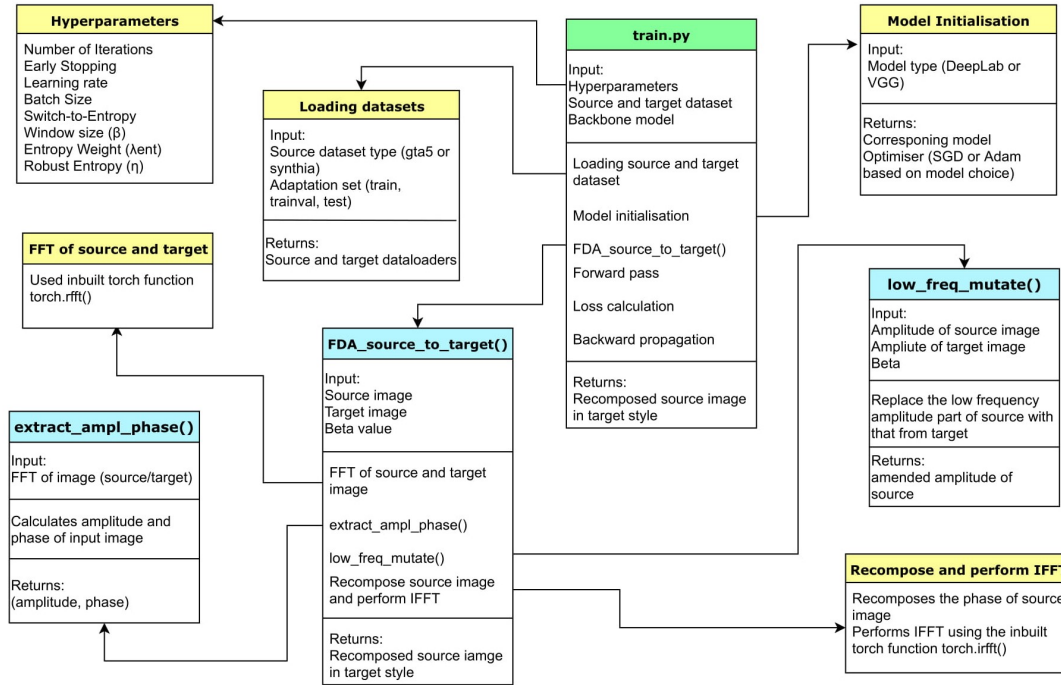 Hyperparameters
Number of Iterations
Early Stopping
Learning rate
Batch Size
Switch-to-Entropy
Window size (β)
Entropy Weight (λent)
Robust Entropy (η)
Loading datasets
Input:
Source dataset type (gta5 or
synthia)
Adaptation set (train,
trainval, test)
Returns:
Source and target dataloaders
train.py
Input:
Hyperparameters
Source and target dataset
Backbone model
Loading source and target
dataset
Model initialisation
FDA_source_to_target()
Forward pass
Loss calculation
Backward propagation
Returns:
Recomposed source image
in target style
Model Initialisation
Input:
Model type (DeepLab or
VGG)
Returns:
Corresponing model
Optimiser (SGD or Adam
based on model choice)
FFT of source and target
Used inbuilt torch function
torch.rfft()
extract_ampl_phase()
Input:
FFT of image (source/target)
Calculates amplitude and
phase of input image
Returns:
(amplitude, phase)
FDA_source_to_target()
Input:
Source image
Target image
Beta value
FFT of source and target
image
extract_ampl_phase()
low_freq_mutate()
Recompose source image
and perform IFFT
Returns:
Recomposed source iamge
in target style
low_freq_mutate()
Input:
Amplitude of source image
Ampliute of target image
Beta
Replace the low frequency
amplitude part of source with
that from target
Returns:
amended amplitude of
source
Recompose and perform IFFT
Recomposes the phase of source
image
Performs IFFT using the inbuilt
torch function torch.irfft()